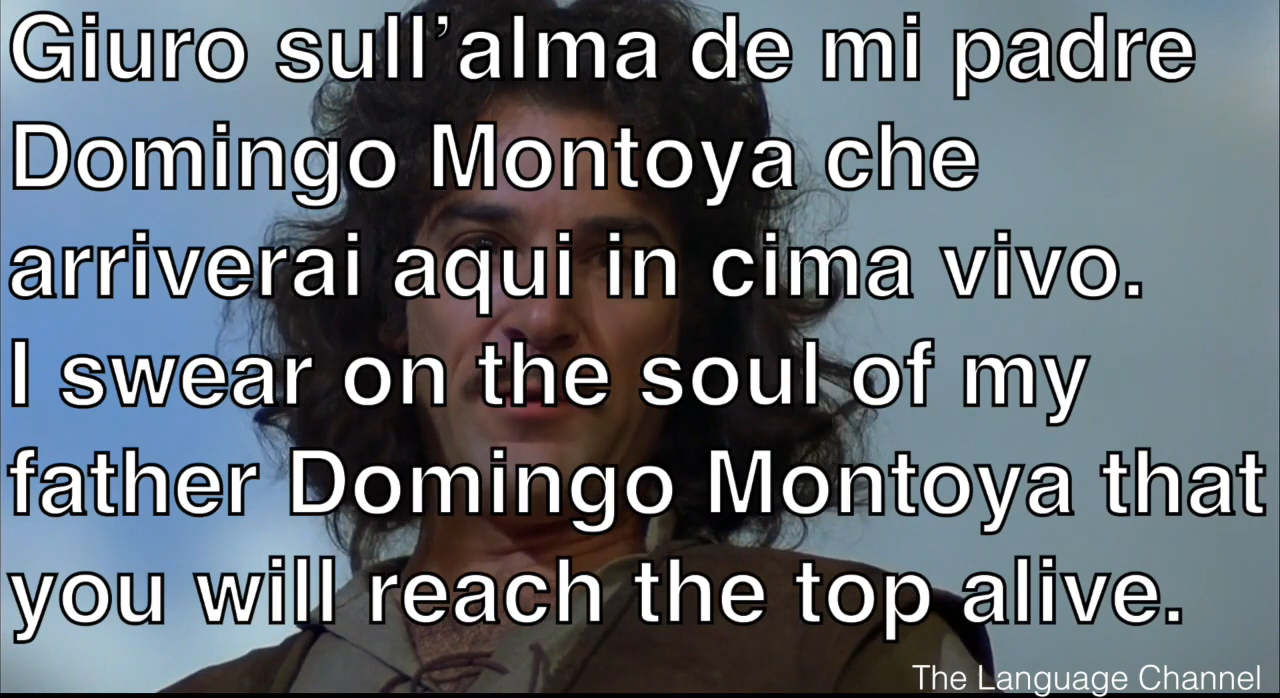 Giuro sull’alma de mi padre
Domingo Montoya che
arriverai aqui in cima vivo.
I swear on the soul of my
father Domingo Montoya that
you will reach the top alive.
The Language Channel